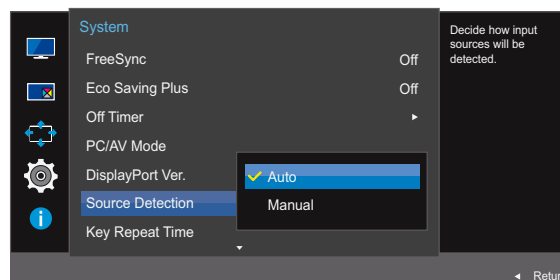 System
FreeSync Off
Eco Saving Plus Off
Off Timer
PC/AV Mode
DisplayPort Ver.
Source Detection
Key Repeat Time
Auto
Manual
Decide how input
sources will be
detected.